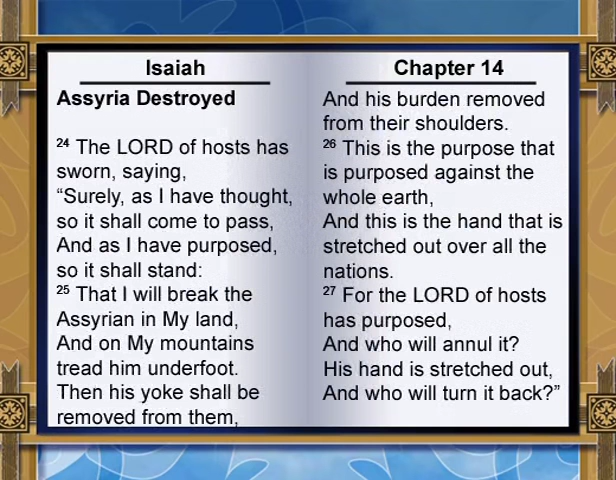 Isaiah
Assyria Destroyed
24 The LORD of hosts has
sworn, saying,
“Surely, as I have thought,
so it shall come to pass,
And as I have purposed,
so it shall stand:
25 That I will break the
Assyrian in My land,
And on My mountains
tread him underfoot.
Then his yoke shall be
removed from them,
Chapter 14
And his burden removed
from their shoulders.
26 This is the purpose that
is purposed against the
whole earth,
And this is the hand that is
stretched out over all the
nations.
27 For the LORD of hosts
has purposed,
And who will annul it?
His hand is stretched out,
And who will turn it back?”